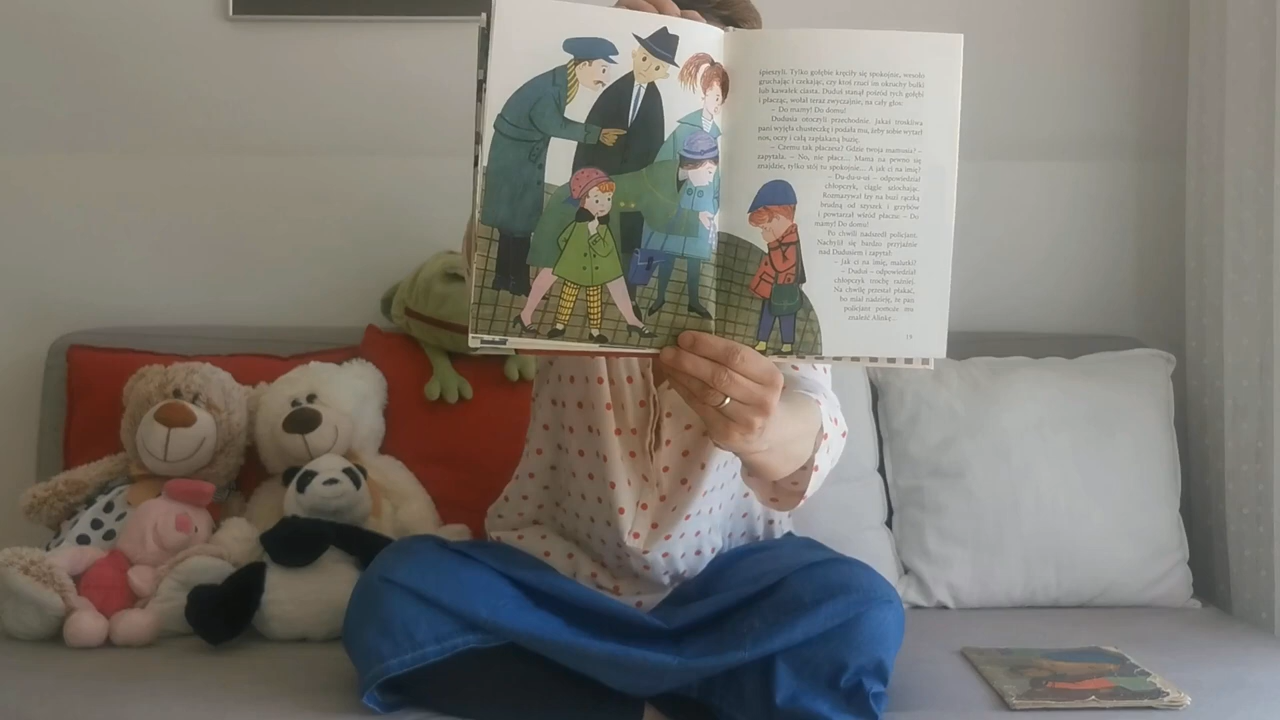 śpieszyli. Tylko gołębie kręciły się spokojnie, wesoło
gruchając i czekając, czy ktoś rzuci im okruchy bułki
lub kawałek ciasta. Duduś stanął pośród tych gołębi
i płacząc, wołał teraz zwyczajnie, na cały głos:
– Do mamy! Do domu!
Dudusia otoczyli przechodnie. Jakaś troskliwa
pani wyjęła chusteczkę i podała mu, żeby sobie wytarł
nos, oczy i całą zapłakaną buzię.
– Czemu tak płaczesz? Gdzie twoja mamusia? –
zapytała. – No, nie płacz... Mama na pewno się
znajdzie, tylko stój tu spokojnie... A jak ci na imię?
– Du-du-u-uś – odpowiedział
chłopczyk, ciągle szlochając.
Rozmazywał łzy na buzi rączką
brudną od szyszek i grzybów
i powtarzał wśród płaczu: – Do
mamy! Do domu!
Po chwili nadszedł policjant.
Nachylił się bardzo przyjaźnie
nad Dudusiem i zapytał:
– Jak ci na imię, malutki?
– Duduś – odpowiedział
chłopczyk trochę raźniej.
Na chwilę przestał płakać,
bo miał nadzieję, że pan
policjant pomoże mu
znaleźć Alinkę.